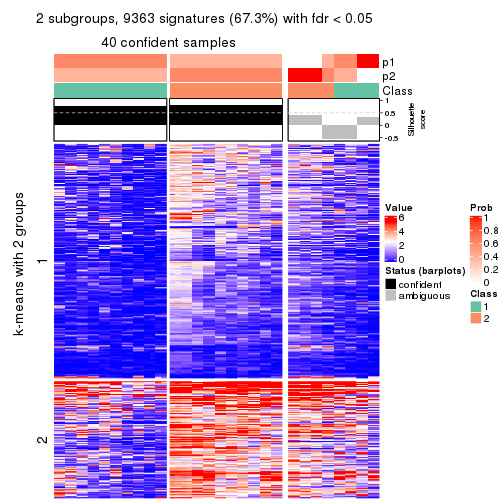 2 subgroups, 9363 signatures (67.3%) with fdr < 0.05
40 confident samples
p1
p2
Class
1
0.5
0
-0.5
Silhouette
score
k-means with 2 groups
1
2
Value
6
4
2
0
Status (barplots)
confident
ambiguous
Prob
1
0.8
0.6
0.4
0.2
0
Class
1
2